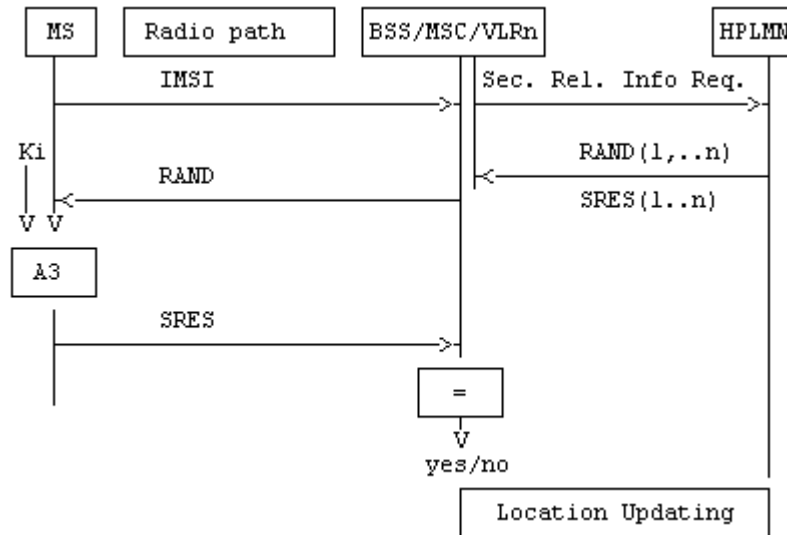 MS Radio path BSS/MSC/VLRn HPLMN
IMSI Sec. Rel. Info Req.
Ki RAND RAND(1,..n)
SRES(1..n)
A3
SRES
=
yes/no
Location Updating